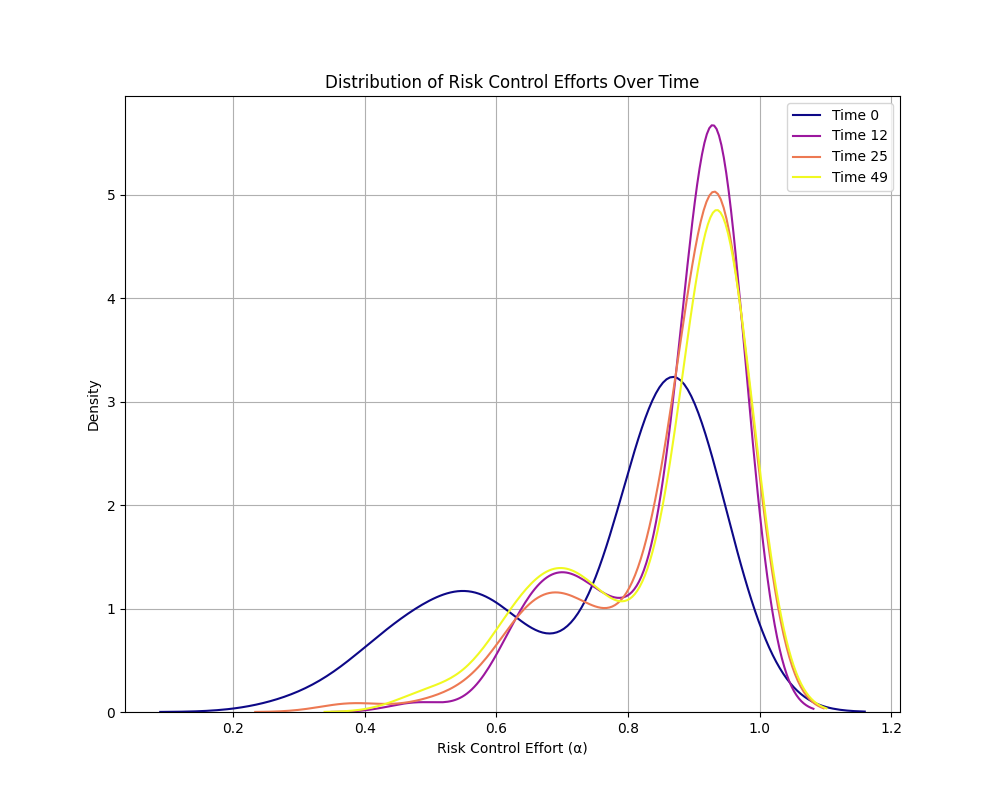 Distribution of Risk Control Efforts Over Time
Time 0
Time 12
Time 25
Time 49
5
4
3
2
1
0
Density
0.2 0.4 0.6 0.8 1.0 1.2
Risk Control Effort (α)